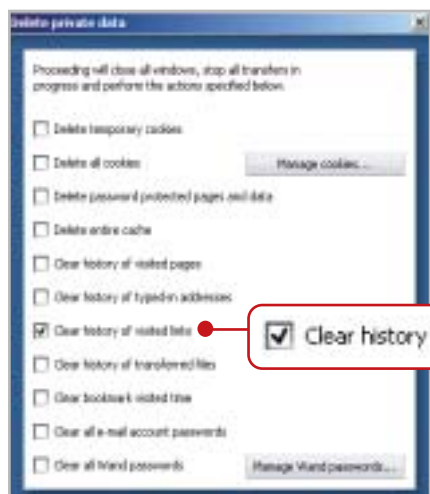 Delete private data
Proceeding will close all windows, stop all transfers in
progress and perform the actions specified below.
Delete temporary cookies
Delete all cookies
Manage cookies...
Delete password protected pages and data
Delete entire cache
Clear history of visited pages
Clear history of typed-in addresses
Clear history of visited links
Clear history
Clear history of transferred files
Clear bookmark visited time
Clear all e-mail account passwords
Clear all Wand passwords
Manage Wand passwords...